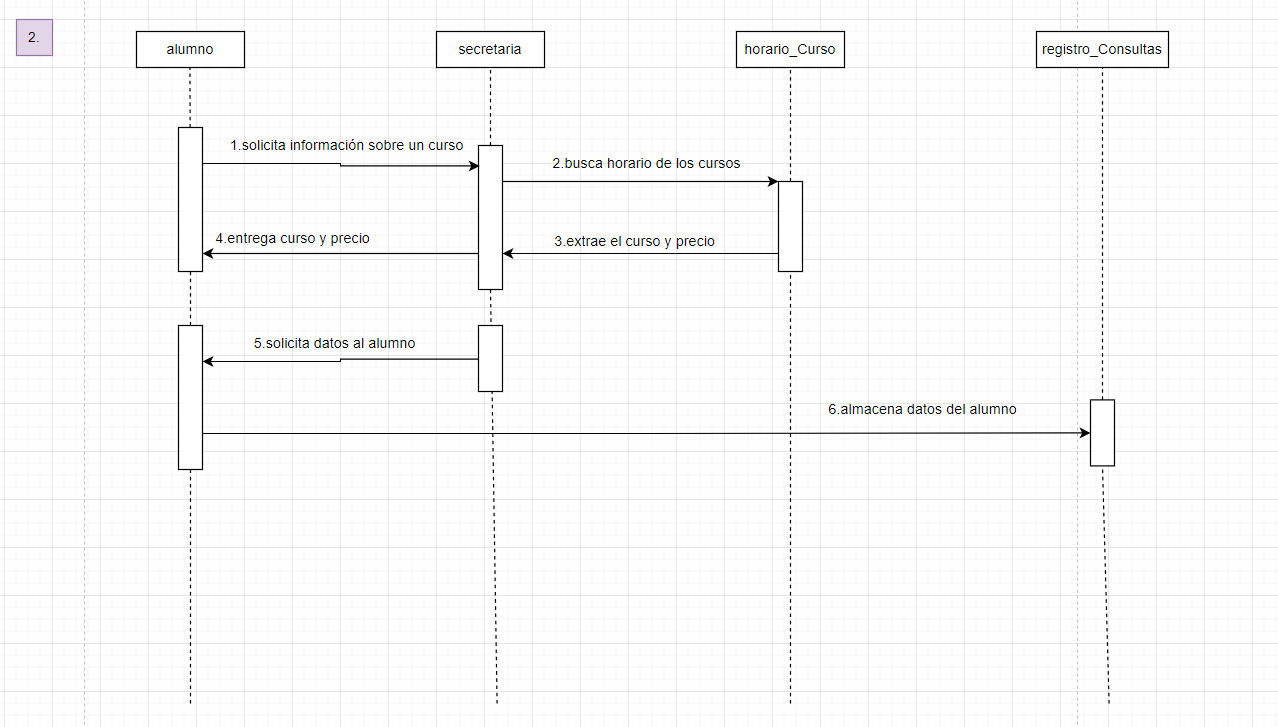 2.
alumno
secretaria
horario_Curso
registro_Consultas
1.solicita información sobre un curso
2.busca horario de los cursos
4.entrega curso y precio
3.extrae el curso y precio
5.solicita datos al alumno
6.almacena datos del alumno